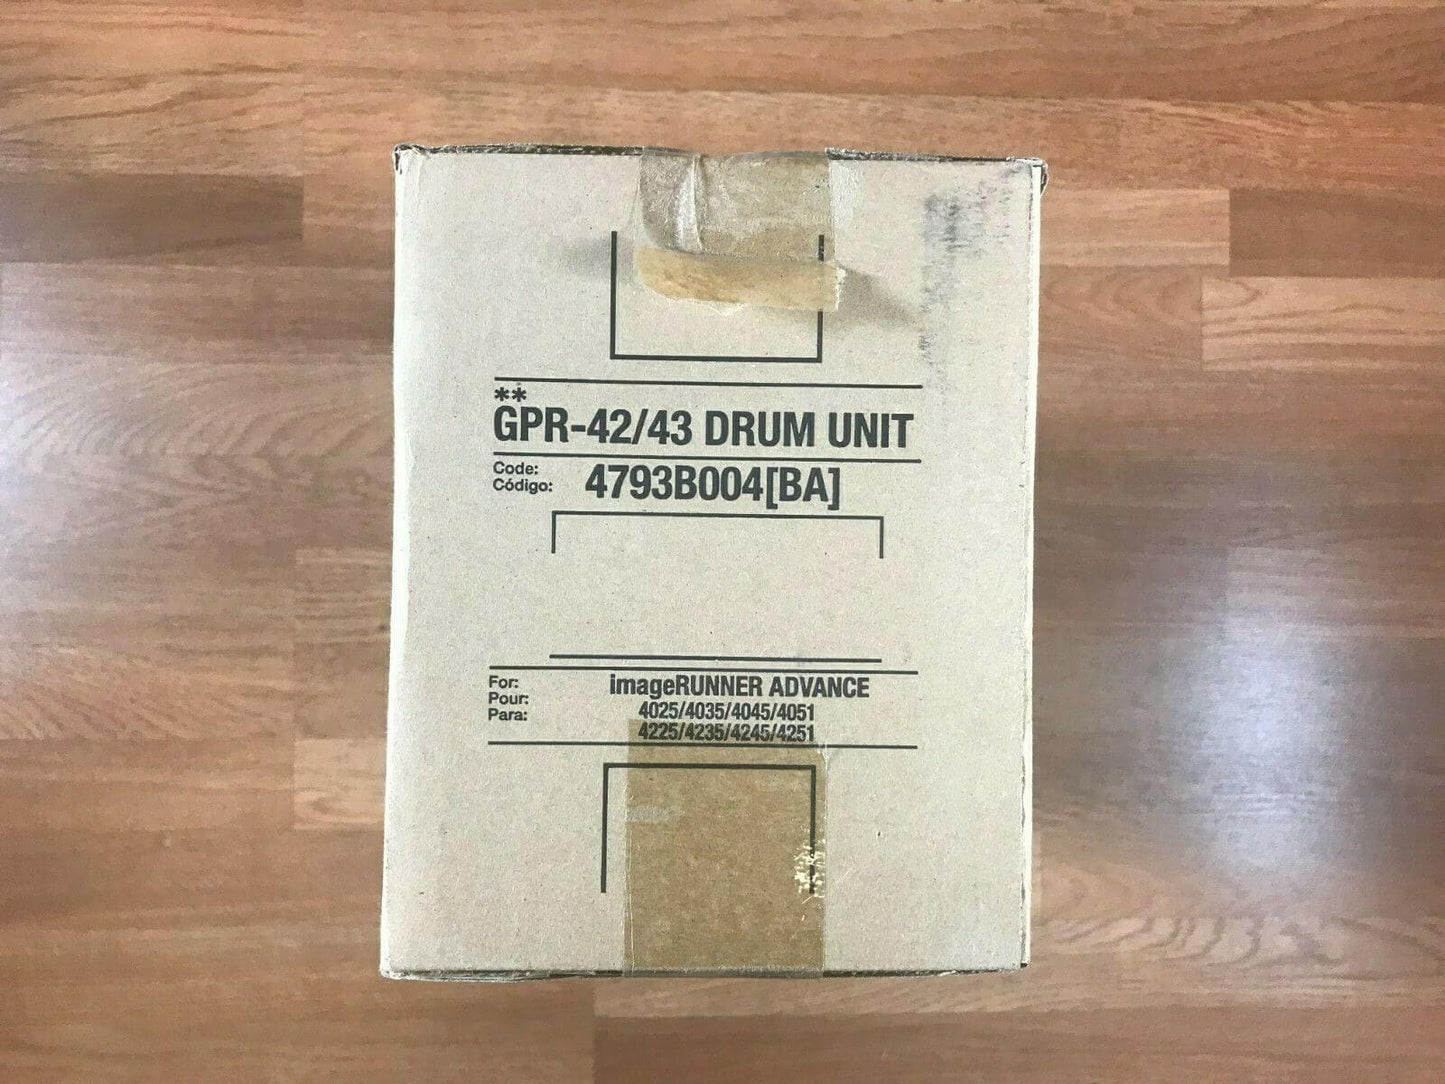 **
GPR-42/43 DRUM UNIT
Code:
Código: 4793B004[BA]
For: imageRUNNER ADVANCE
Pour: 4025/4035/4045/4051
Para: 4225/4235/4245/4251